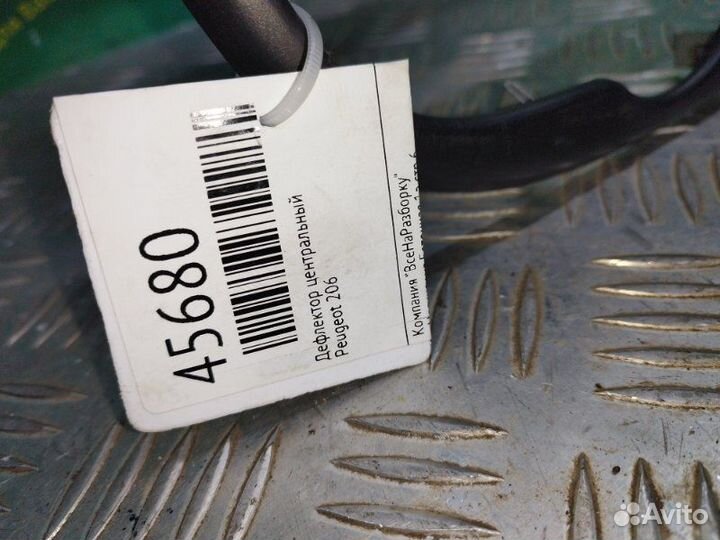 45680
Дефлектор центральный
Peugeot 206
Компания "ВсеНаРазборку"
Avito